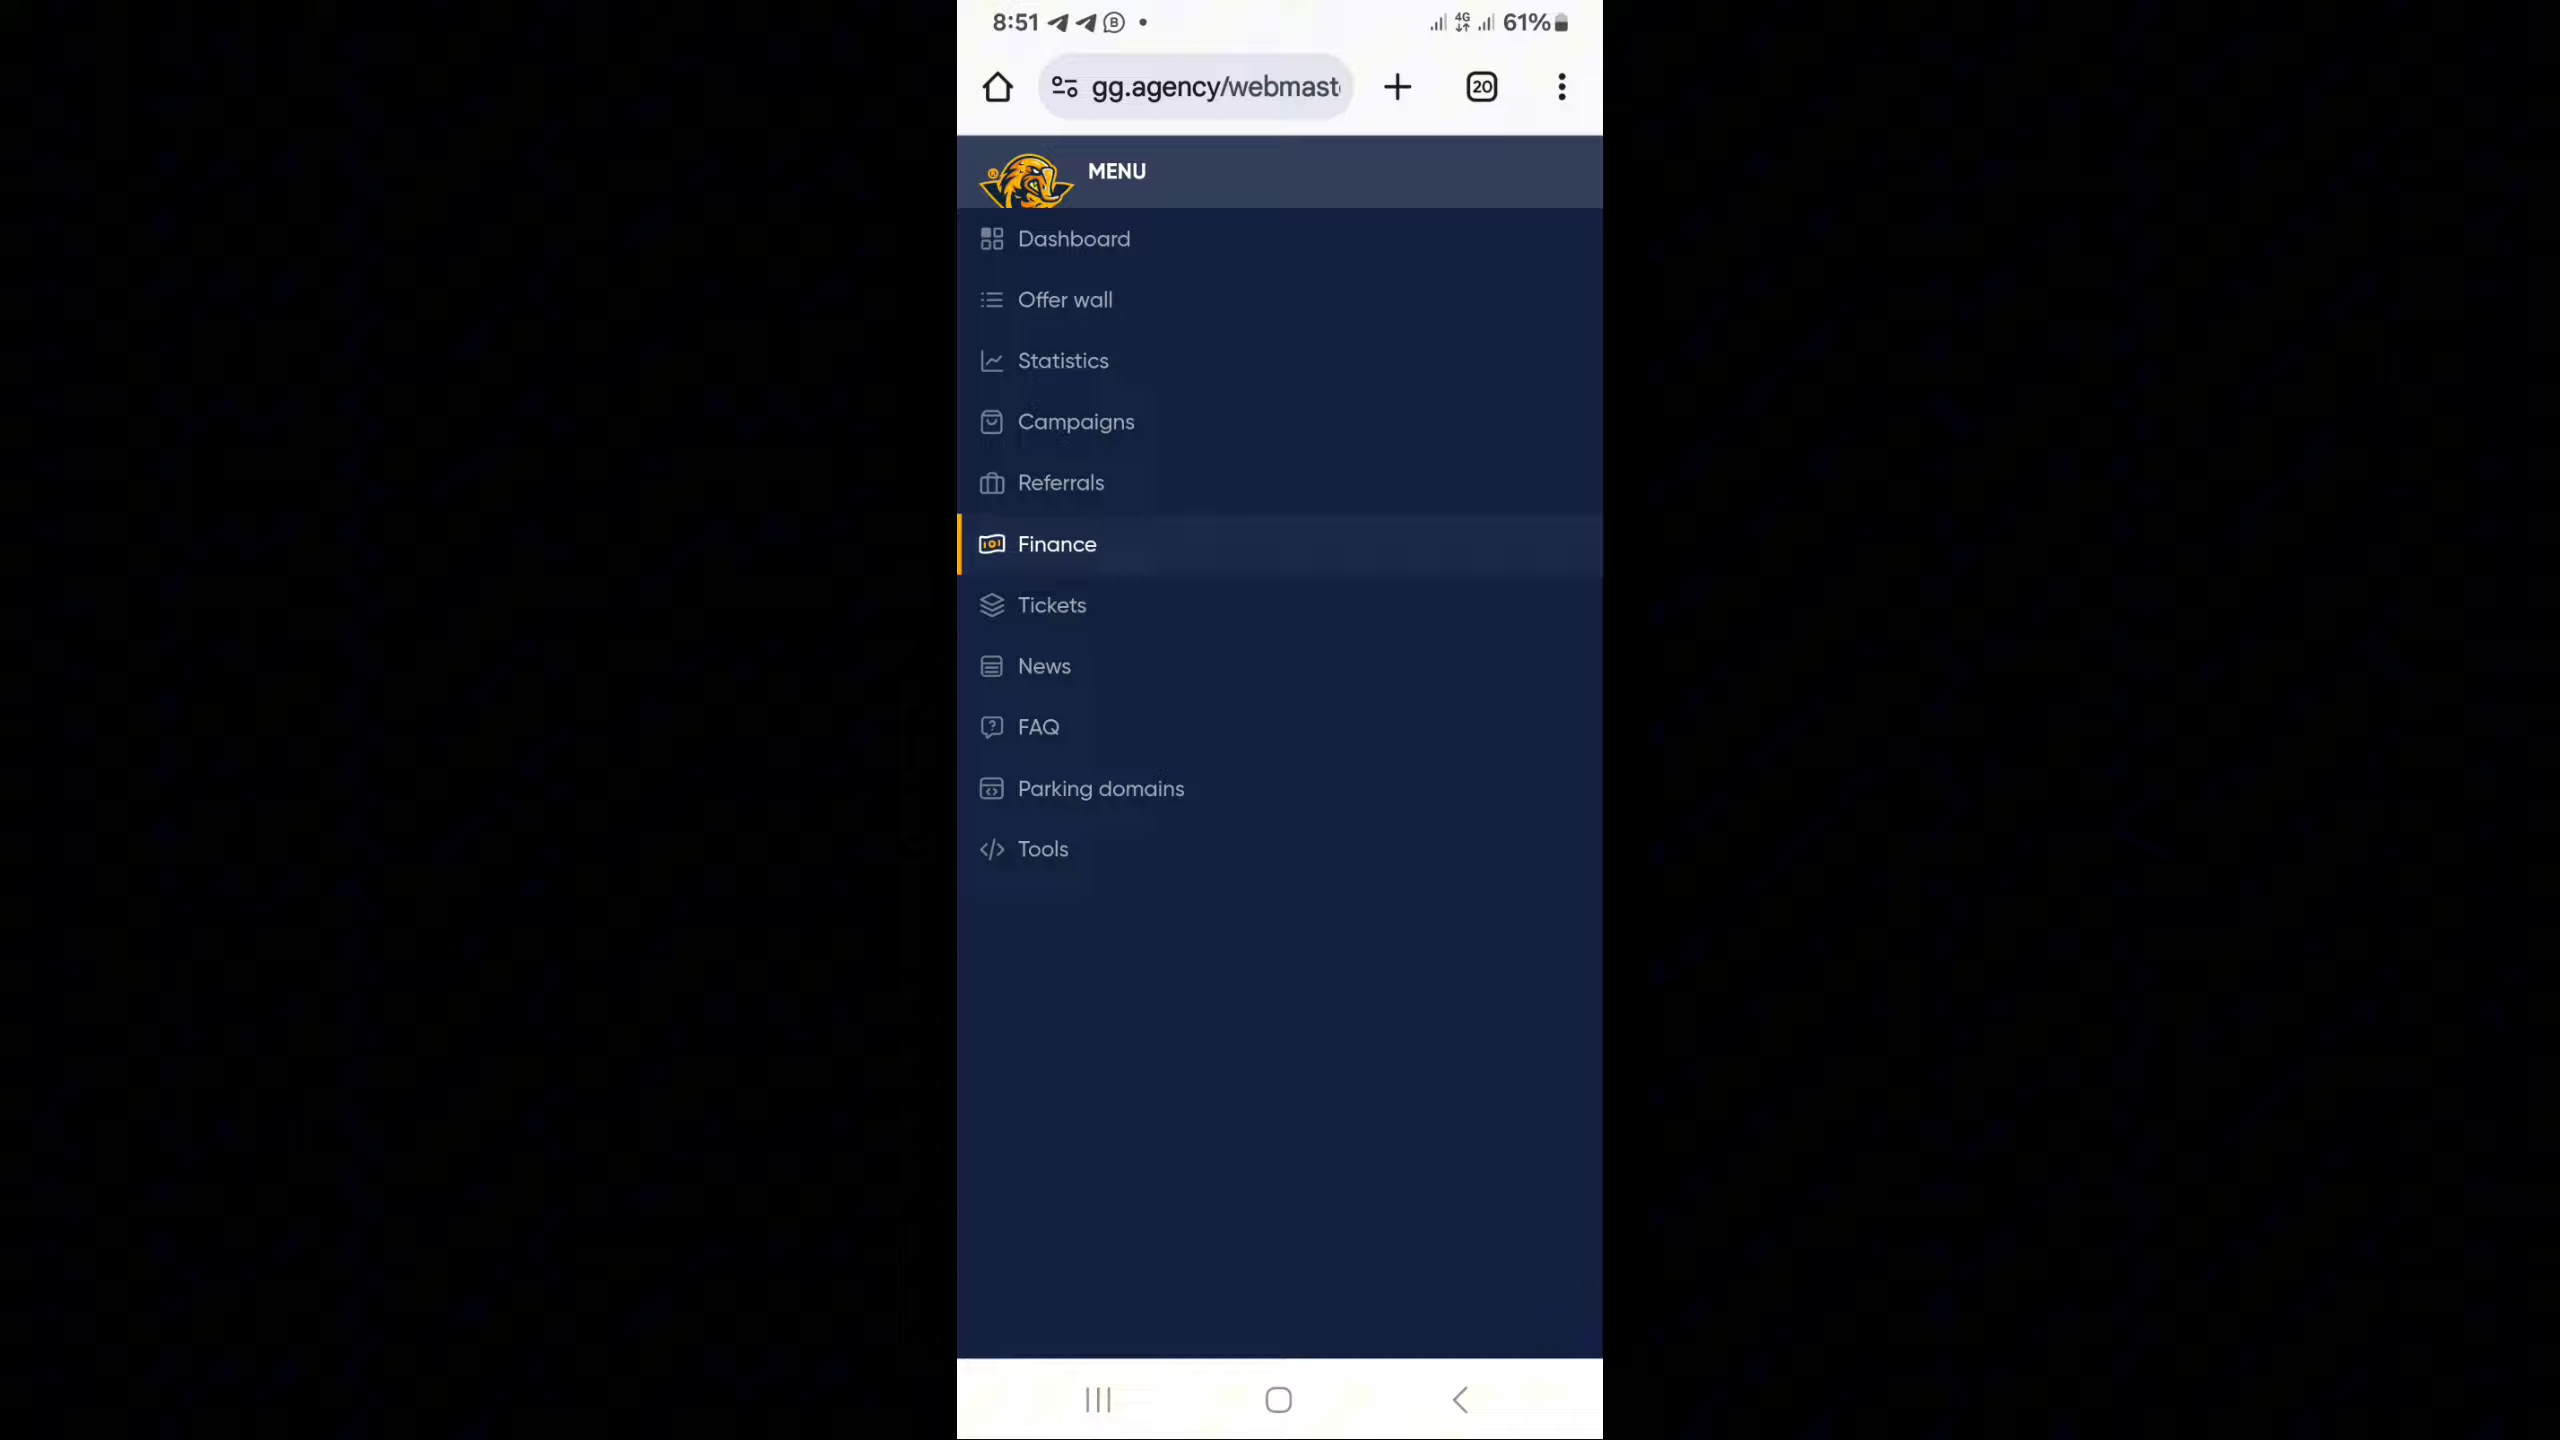 8:51 4G 61%
gg.agency/webmast 20
MENU
Dashboard
Offer wall
Statistics
Campaigns
Referrals
Finance
Tickets
News
FAQ
Parking domains
Tools